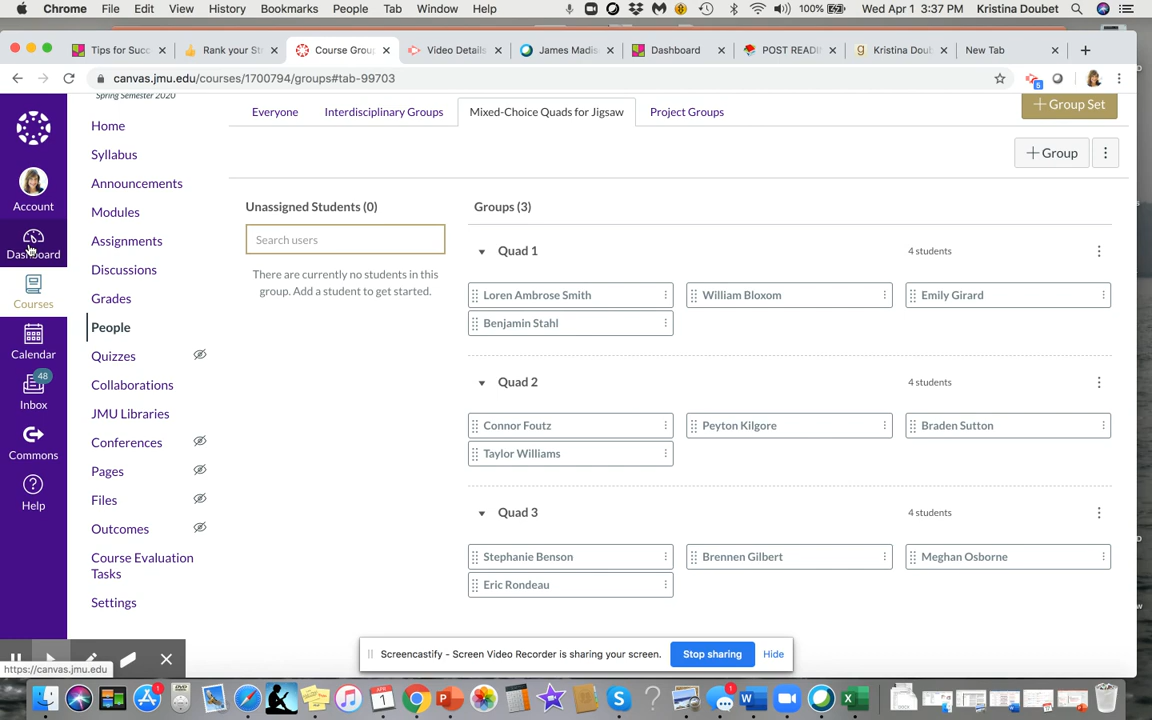 Chrome File Edit View History Bookmarks People Tab Window Help 100% Wed Apr 1 3:37 PM Kristina Doubet
Tips for Succ Rank your Str Course Grou Video Details James Madis Dashboard POST READI Kristina Doub New Tab
canvas.jmu.edu/courses/1700794/groups#tab-99703 8
Spring Semester 2020
Account
Dashboard
Courses
Calendar
48
Inbox
Commons
Help
Home
Syllabus
Announcements
Modules
Assignments
Discussions
Grades
People
Quizzes
Collaborations
JMU Libraries
Conferences
Pages
Files
Outcomes
Course Evaluation
Tasks
Settings
Everyone Interdisciplinary Groups Mixed-Choice Quads for Jigsaw Project Groups + Group Set
+ Group
Unassigned Students (0)
Search users
There are currently no students in this
group. Add a student to get started.
Groups (3)
Quad 1 4 students
Loren Ambrose Smith William Bloxom Emily Girard
Benjamin Stahl
Quad 2 4 students
Connor Foutz Peyton Kilgore Braden Sutton
Taylor Williams
Quad 3 4 students
Stephanie Benson Brennen Gilbert Meghan Osborne
Eric Rondeau
Screencastify - Screen Video Recorder is sharing your screen. Stop sharing Hide
https://canvas.jmu.edu